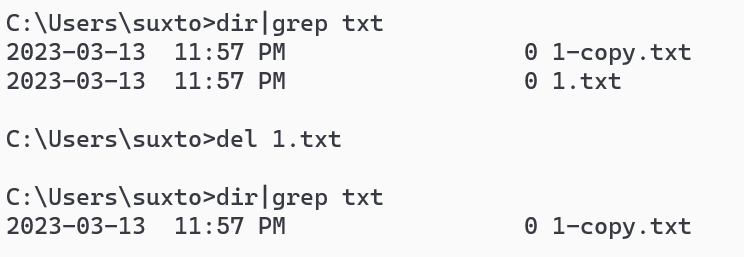 C:\Users\suxto>dir|grep txt
2023-03-13  11:57 PM                 0 1-copy.txt
2023-03-13  11:57 PM                 0 1.txt
C:\Users\suxto>del 1.txt
C:\Users\suxto>dir|grep txt
2023-03-13  11:57 PM                 0 1-copy.txt